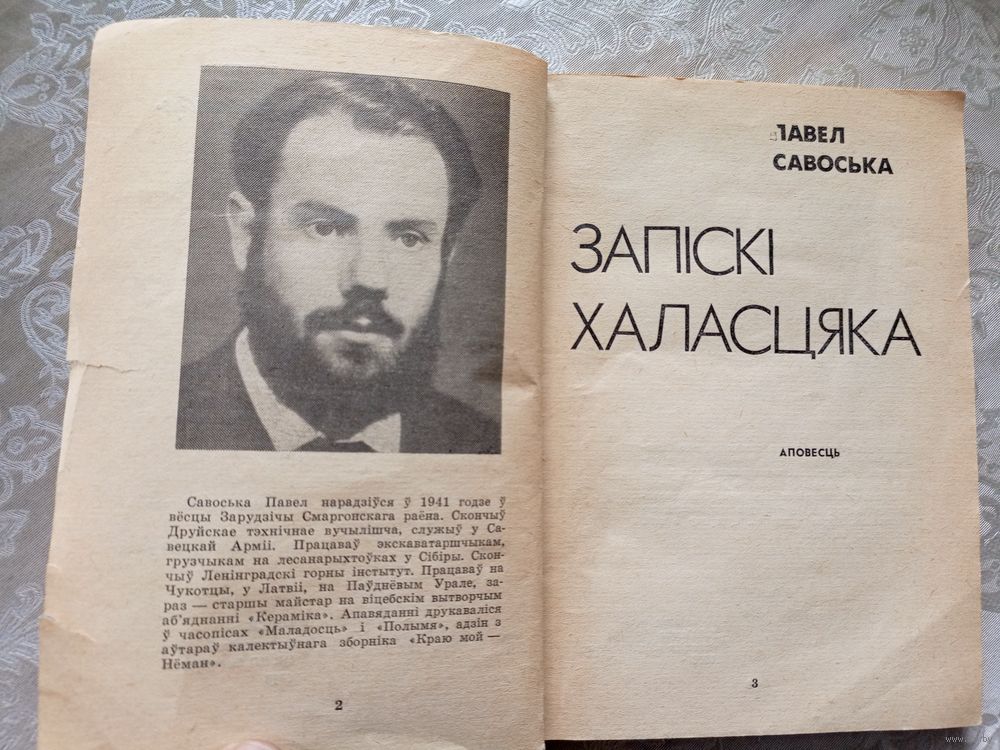 Савоська Павел нарадзіўся ў 1941 годзе ў
вёсцы Зарудзічы Смаргонскага раёна. Скончыў
Друйскае тэхнічнае вучылішча, служыў у Са-
вецкай Арміі. Працаваў экскаватаршчыкам,
грузчыкам на лесанарыхтоўках у Сібіры. Скон-
чыў Ленінградскі горны інстытут. Працаваў на
Чукотцы, у Латвіі, на Паўднёвым Урале, за-
раз — старшы майстар на віцебскім вытворчым
аб'яднанні «Кераміка». Апавяданні друкаваліся
ў часопісах «Маладосць» і «Полымя», адзін з
аўтараў калектыўнага зборніка «Краю мой —
Нёман».
2
ПАВЕЛ
САВОСЬКА
ЗАПІСКІ
ХАЛАСЦЯКА
АПОВЕСЦЬ
3